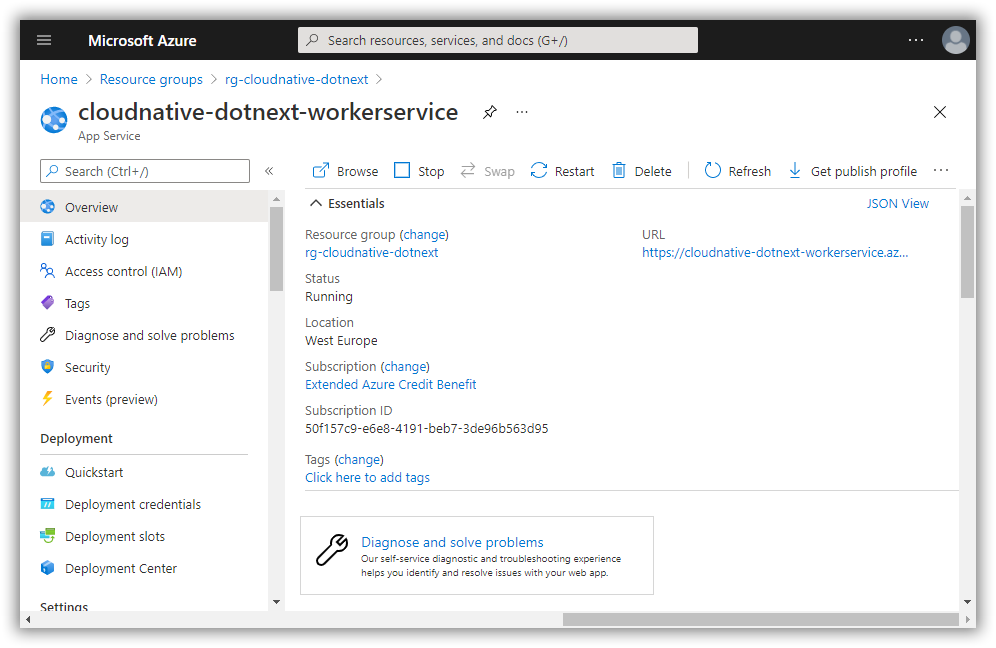 Microsoft Azure
Search resources, services, and docs (G+/)
Home > Resource groups > rg-cloudnative-dotnext >
cloudnative-dotnext-workerservice
App Service
Search (Ctrl+/)
Overview
Activity log
Access control (IAM)
Tags
Diagnose and solve problems
Security
Events (preview)
Deployment
Quickstart
Deployment credentials
Deployment slots
Deployment Center
Settings
Browse Stop Swap Restart Delete Refresh Get publish profile
Essentials
JSON View
Resource group (change)
rg-cloudnative-dotnext
Status
Running
Location
West Europe
Subscription (change)
Extended Azure Credit Benefit
Subscription ID
50f157c9-e6e8-4191-beb7-3de96b563d95
Tags (change)
Click here to add tags
URL
https://cloudnative-dotnext-workerservice.az...
Diagnose and solve problems
Our self-service diagnostic and troubleshooting experience
helps you identify and resolve issues with your web app.